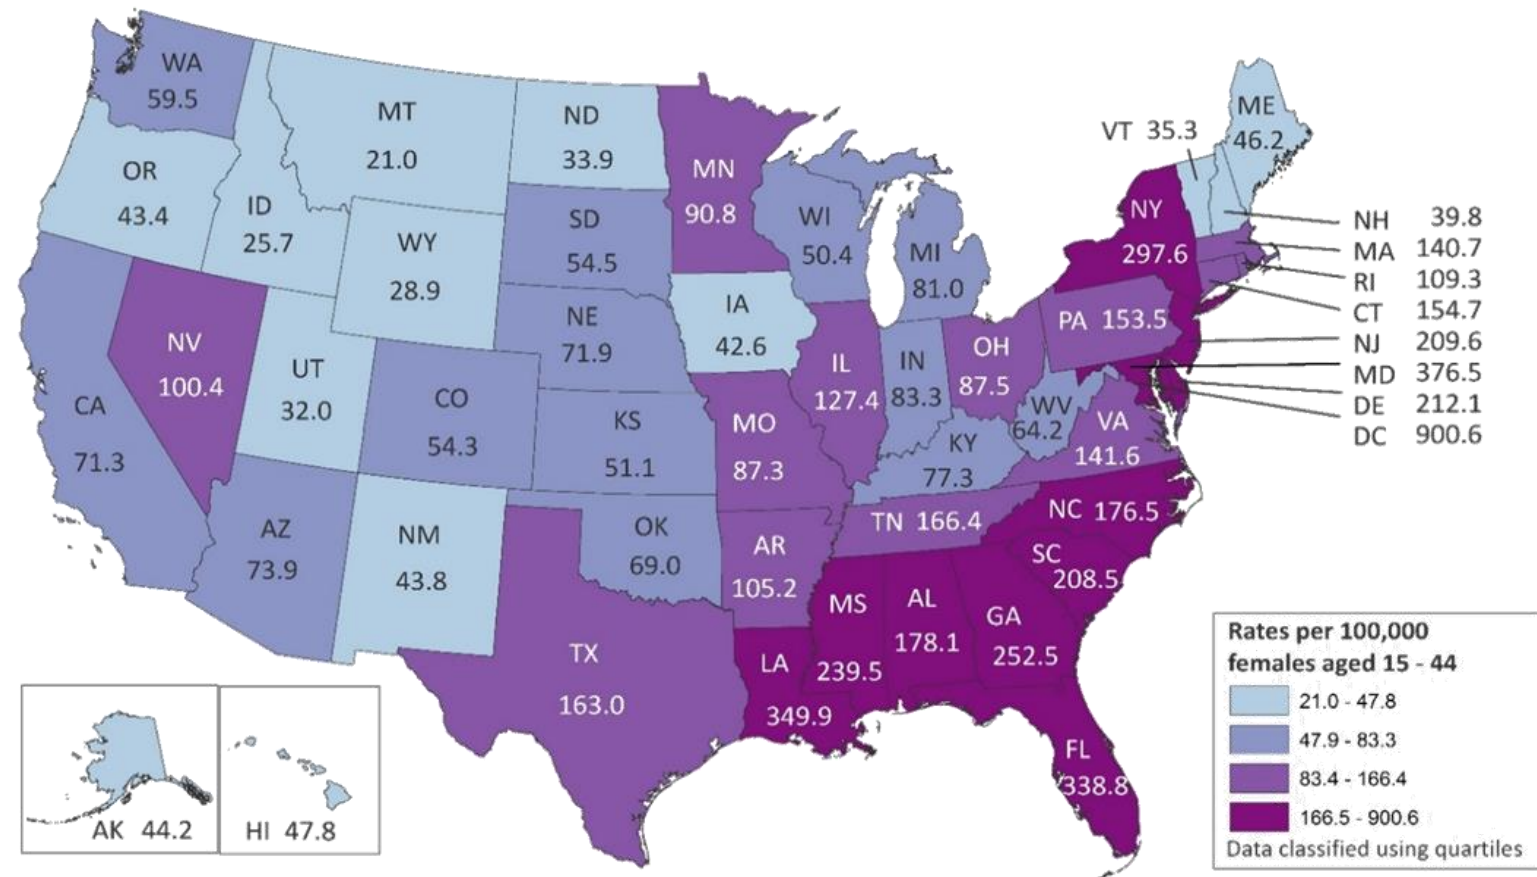 WA
59.5
MT
21.0
ND
33.9
MN
90.8
OR
43.4
ID
25.7
WY
28.9
SD
54.5
WI
50.4
MI
81.0
NY
297.6
VT 35.3
ME
46.2
NH 39.8
MA 140.7
RI 109.3
CT 154.7
NJ 209.6
MD 376.5
DE 212.1
DC 900.6
NV
100.4
UT
32.0
CA
71.3
CO
54.3
NE
71.9
IA
42.6
IL
127.4
IN
83.3
OH
87.5
PA 153.5
WV
64.2
VA
141.6
KS
51.1
MO
87.3
KY
77.3
AZ
73.9
NM
43.8
OK
69.0
AR
105.2
TN 166.4
NC 176.5
SC
208.5
MS
239.5
AL
178.1
GA
252.5
TX
163.0
LA
349.9
FL
338.8
AK 44.2
HI 47.8
Rates per 100,000
females aged 15 - 44
21.0 - 47.8
47.9 - 83.3
83.4 - 166.4
166.5 - 900.6
Data classified using quartiles